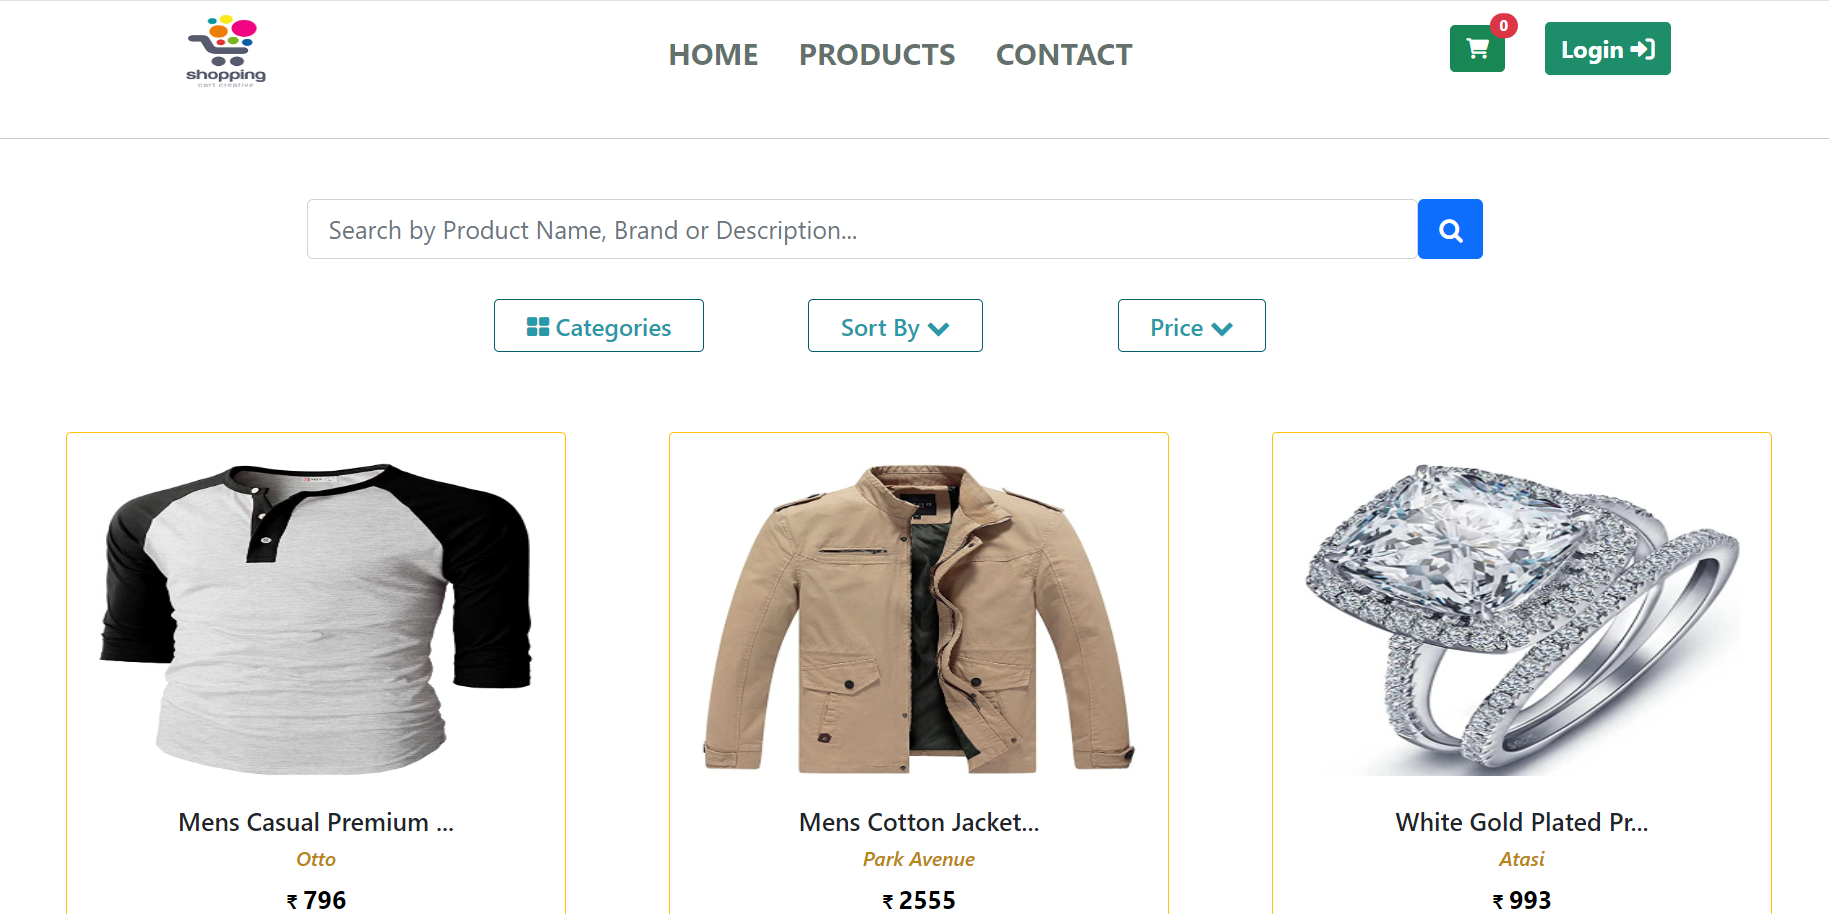 shopping
cart creative
HOME
PRODUCTS
CONTACT
0
Login
Search by Product Name, Brand or Description...
Categories
Sort By
Price
Mens Casual Premium ...
Otto
₹ 796
Mens Cotton Jacket...
Park Avenue
₹ 2555
White Gold Plated Pr...
Atasi
₹ 993